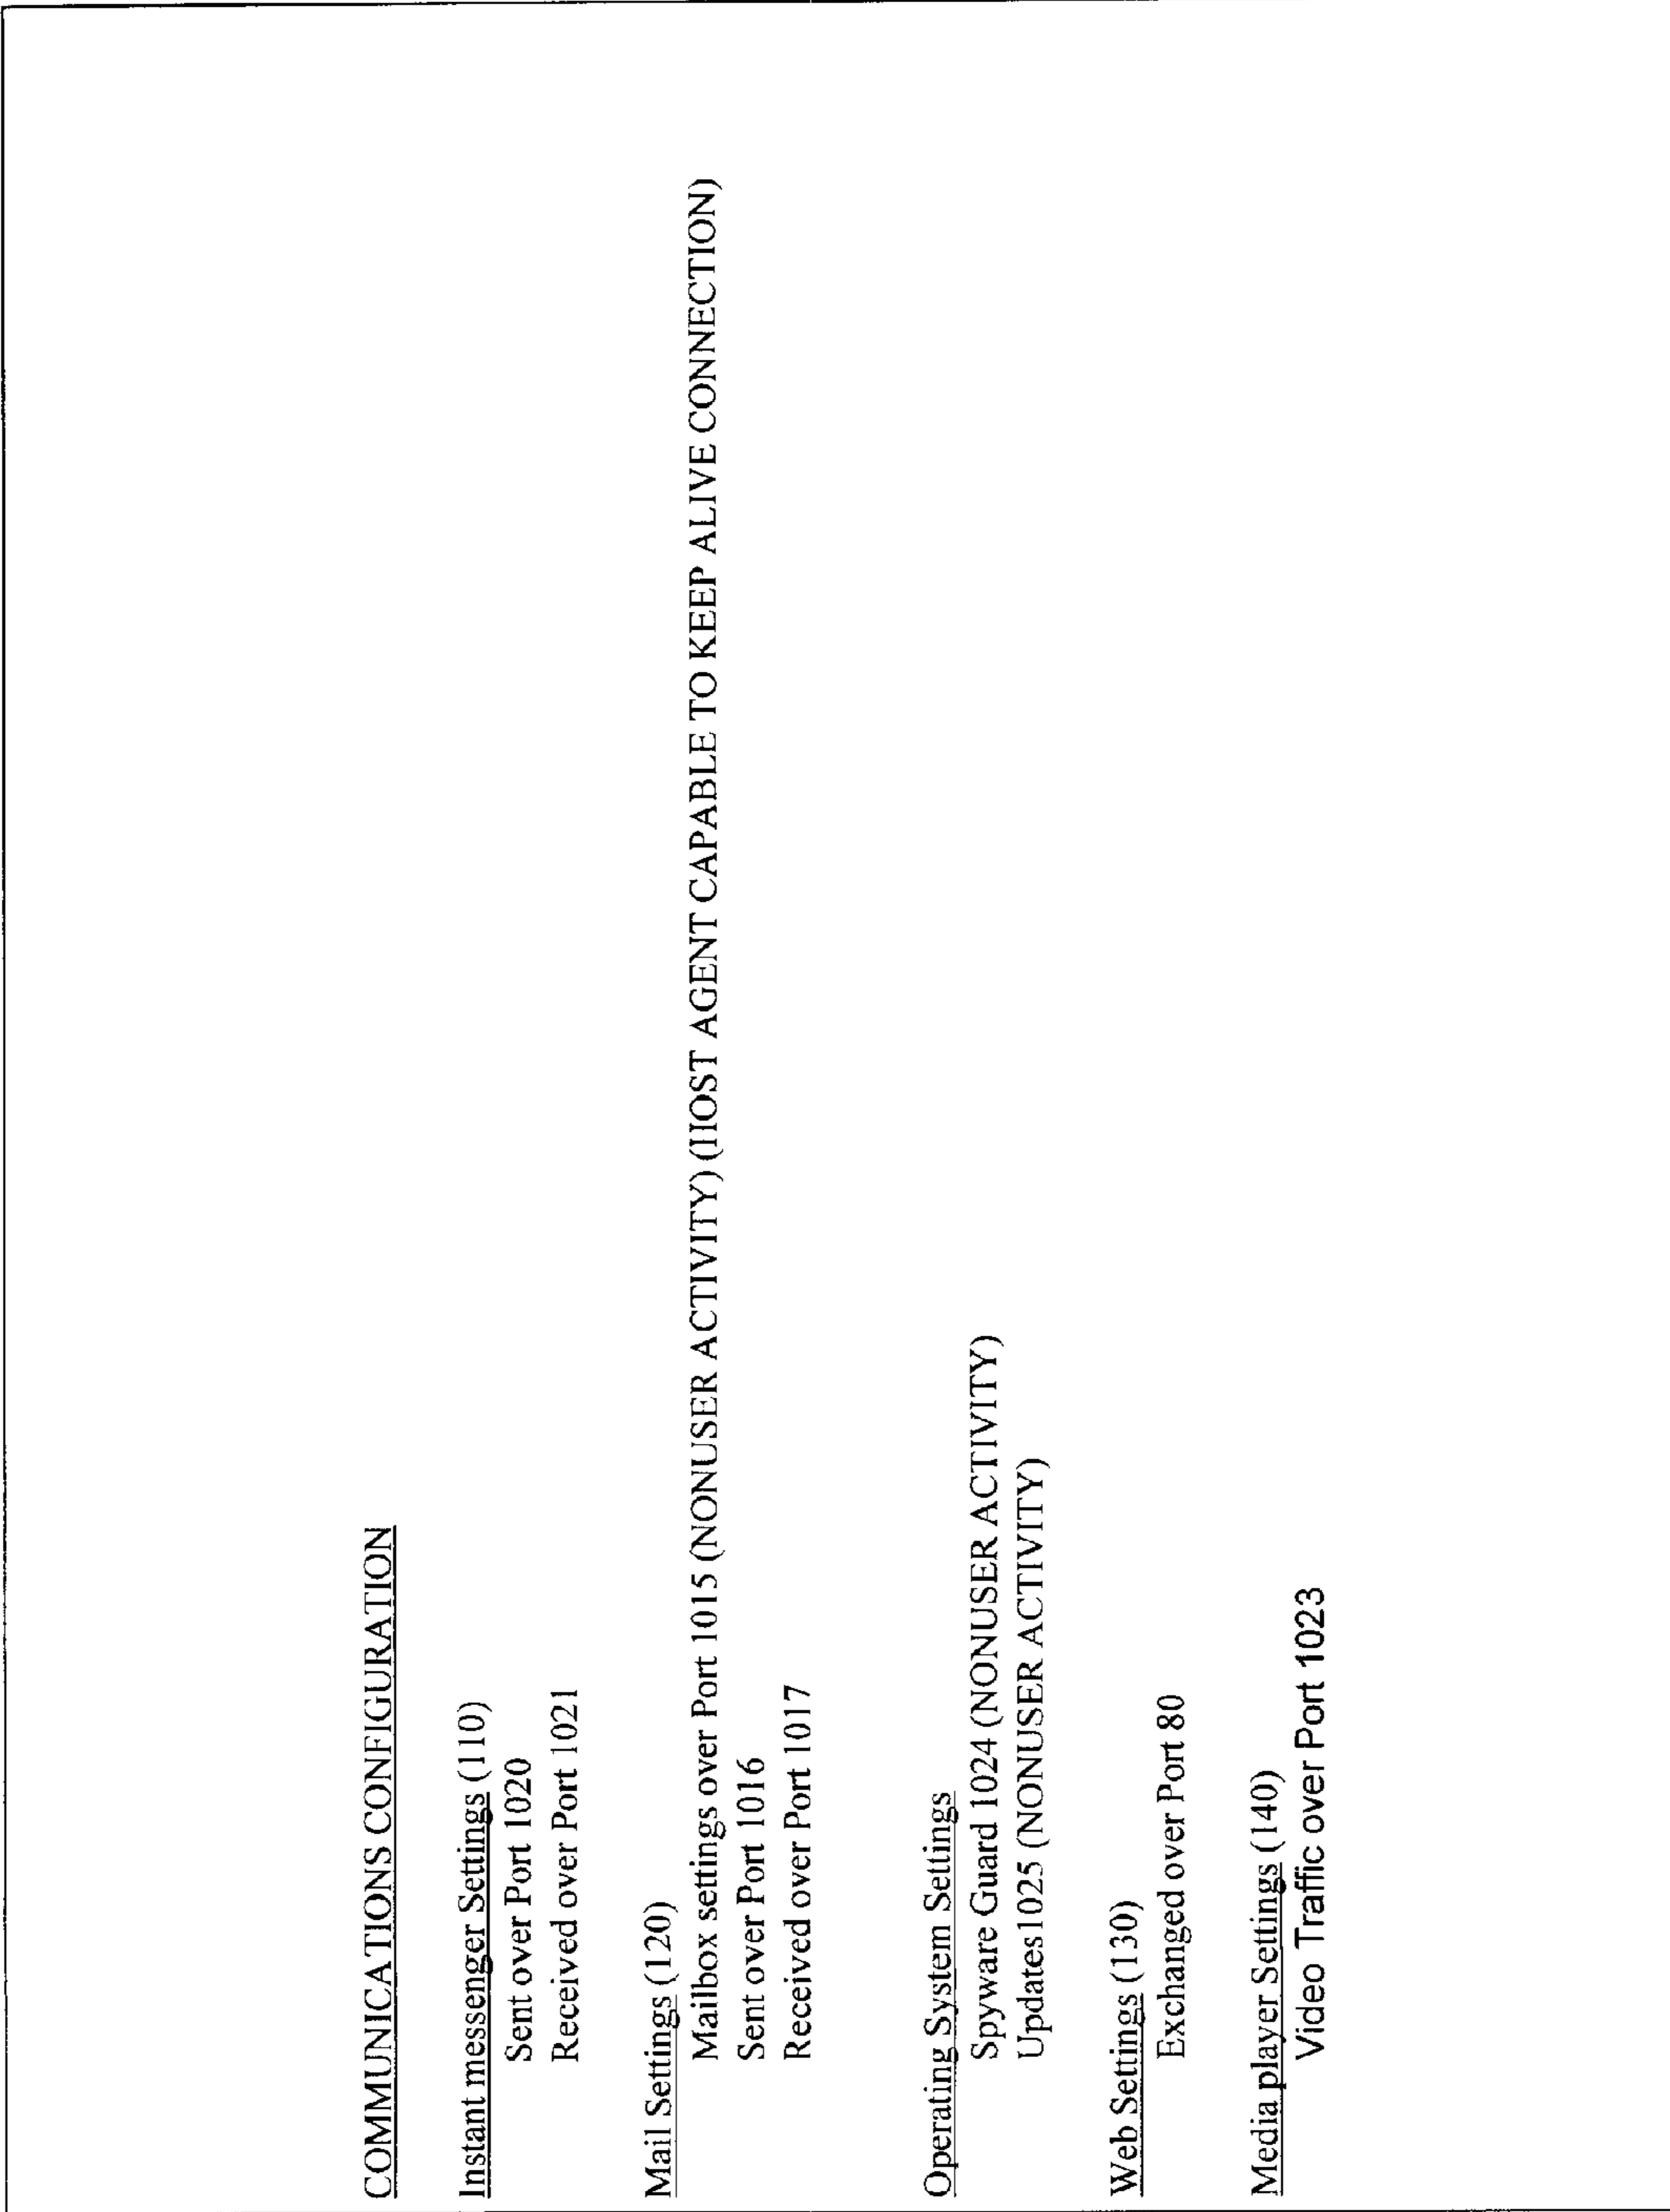 COMMUNICATIONS CONFIGURATION
Instant messenger Settings (110)
Sent over Port 1020
Received over Port 1021
Mail Settings (120)
Mailbox settings over Port 1015 (NONUSER ACTIVITY) (HOST AGENT CAPABLE TO KEEP ALIVE CONNECTION)
Sent over Port 1016
Received over Port 1017
Operating System Settings
Spyware Guard 1024 (NONUSER ACTIVITY)
Updates1025 (NONUSER ACTIVITY)
Web Settings (130)
Exchanged over Port 80
Media player Settings (140)
Video Traffic over Port 1023